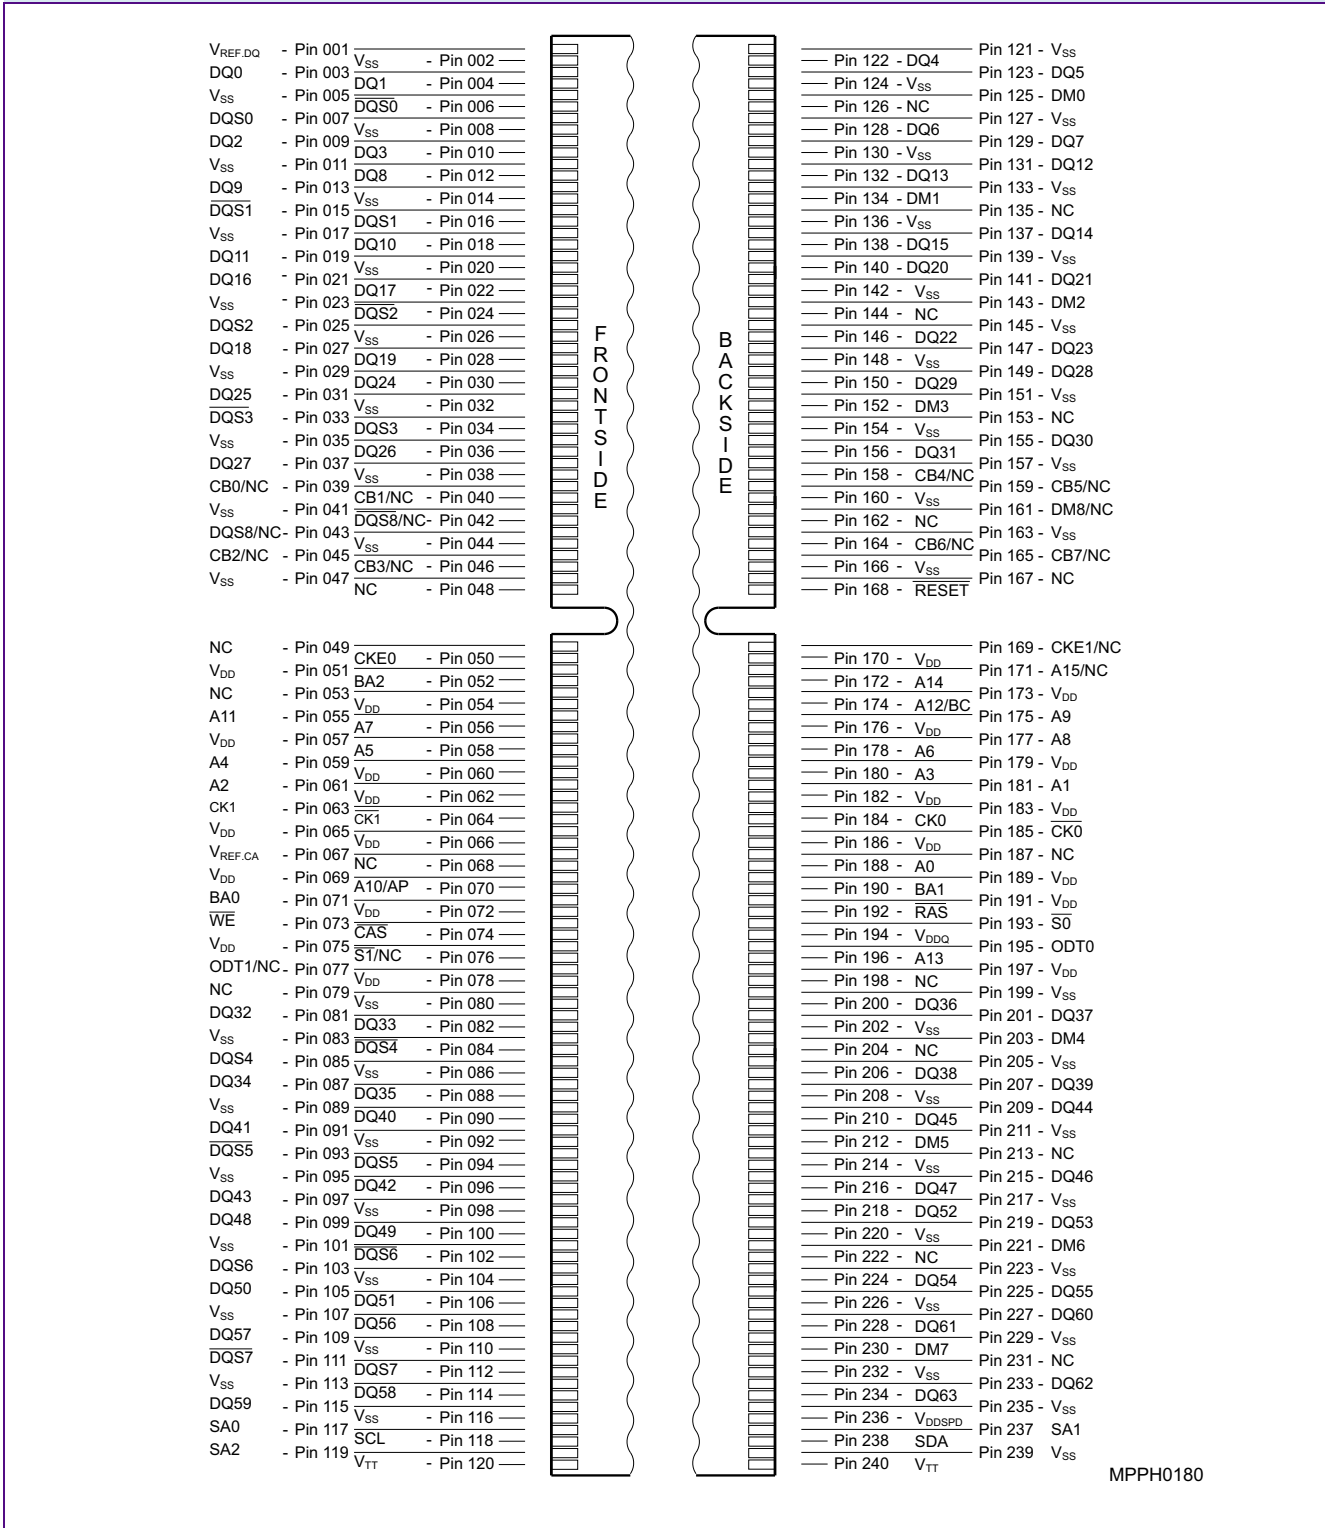 VREF.DQ - Pin 001
VSS - Pin 002
DQ0 - Pin 003
DQ1 - Pin 004
VSS - Pin 005
DQS0 - Pin 006
DQS0 - Pin 007
VSS - Pin 008
DQ2 - Pin 009
DQ3 - Pin 010
VSS - Pin 011
DQ8 - Pin 012
DQ9 - Pin 013
VSS - Pin 014
DQS1 - Pin 015
DQS1 - Pin 016
VSS - Pin 017
DQ10 - Pin 018
DQ11 - Pin 019
VSS - Pin 020
DQ16 - Pin 021
DQ17 - Pin 022
VSS - Pin 023
DQS2 - Pin 024
DQS2 - Pin 025
VSS - Pin 026
DQ18 - Pin 027
DQ19 - Pin 028
VSS - Pin 029
DQ24 - Pin 030
DQ25 - Pin 031
VSS - Pin 032
DQS3 - Pin 033
DQS3 - Pin 034
VSS - Pin 035
DQ26 - Pin 036
DQ27 - Pin 037
VSS - Pin 038
CB0/NC - Pin 039
CB1/NC - Pin 040
VSS - Pin 041
DQS8/NC- Pin 042
DQS8/NC- Pin 043
VSS - Pin 044
CB2/NC - Pin 045
CB3/NC - Pin 046
VSS - Pin 047
NC - Pin 048
NC - Pin 049
CKE0 - Pin 050
VDD - Pin 051
BA2 - Pin 052
NC - Pin 053
VDD - Pin 054
A11 - Pin 055
A7 - Pin 056
VDD - Pin 057
A5 - Pin 058
A4 - Pin 059
VDD - Pin 060
A2 - Pin 061
VDD - Pin 062
CK1 - Pin 063
CK1 - Pin 064
VDD - Pin 065
VDD - Pin 066
VREF.CA - Pin 067
NC - Pin 068
VDD - Pin 069
A10/AP - Pin 070
BA0 - Pin 071
VDD - Pin 072
WE - Pin 073
CAS - Pin 074
VDD - Pin 075
S1/NC - Pin 076
ODT1/NC - Pin 077
VDD - Pin 078
NC - Pin 079
VSS - Pin 080
DQ32 - Pin 081
DQ33 - Pin 082
VSS - Pin 083
DQS4 - Pin 084
DQS4 - Pin 085
VSS - Pin 086
DQ34 - Pin 087
DQ35 - Pin 088
VSS - Pin 089
DQ40 - Pin 090
DQ41 - Pin 091
VSS - Pin 092
DQS5 - Pin 093
DQS5 - Pin 094
VSS - Pin 095
DQ42 - Pin 096
DQ43 - Pin 097
VSS - Pin 098
DQ48 - Pin 099
DQ49 - Pin 100
VSS - Pin 101
DQS6 - Pin 102
DQS6 - Pin 103
VSS - Pin 104
DQ50 - Pin 105
DQ51 - Pin 106
VSS - Pin 107
DQ56 - Pin 108
DQ57 - Pin 109
VSS - Pin 110
DQS7 - Pin 111
DQS7 - Pin 112
VSS - Pin 113
DQ58 - Pin 114
DQ59 - Pin 115
VSS - Pin 116
SA0 - Pin 117
SCL - Pin 118
SA2 - Pin 119
VTT - Pin 120
FRONTSIDE
BACKSIDE
Pin 121 - VSS
Pin 122 - DQ4
Pin 123 - DQ5
Pin 124 - VSS
Pin 125 - DM0
Pin 126 - NC
Pin 127 - VSS
Pin 128 - DQ6
Pin 129 - DQ7
Pin 130 - VSS
Pin 131 - DQ12
Pin 132 - DQ13
Pin 133 - VSS
Pin 134 - DM1
Pin 135 - NC
Pin 136 - VSS
Pin 137 - DQ14
Pin 138 - DQ15
Pin 139 - VSS
Pin 140 - DQ20
Pin 141 - DQ21
Pin 142 - VSS
Pin 143 - DM2
Pin 144 - NC
Pin 145 - VSS
Pin 146 - DQ22
Pin 147 - DQ23
Pin 148 - VSS
Pin 149 - DQ28
Pin 150 - DQ29
Pin 151 - VSS
Pin 152 - DM3
Pin 153 - NC
Pin 154 - VSS
Pin 155 - DQ30
Pin 156 - DQ31
Pin 157 - VSS
Pin 158 - CB4/NC
Pin 159 - CB5/NC
Pin 160 - VSS
Pin 161 - DM8/NC
Pin 162 - NC
Pin 163 - VSS
Pin 164 - CB6/NC
Pin 165 - CB7/NC
Pin 166 - VSS
Pin 167 - NC
Pin 168 - RESET
Pin 169 - CKE1/NC
Pin 170 - VDD
Pin 171 - A15/NC
Pin 172 - A14
Pin 173 - VDD
Pin 174 - A12/BC
Pin 175 - A9
Pin 176 - VDD
Pin 177 - A8
Pin 178 - A6
Pin 179 - VDD
Pin 180 - A3
Pin 181 - A1
Pin 182 - VDD
Pin 183 - VDD
Pin 184 - CK0
Pin 185 - CK0
Pin 186 - VDD
Pin 187 - NC
Pin 188 - A0
Pin 189 - VDD
Pin 190 - BA1
Pin 191 - VDD
Pin 192 - RAS
Pin 193 - S0
Pin 194 - VDDQ
Pin 195 - ODT0
Pin 196 - A13
Pin 197 - VDD
Pin 198 - NC
Pin 199 - VSS
Pin 200 - DQ36
Pin 201 - DQ37
Pin 202 - VSS
Pin 203 - DM4
Pin 204 - NC
Pin 205 - VSS
Pin 206 - DQ38
Pin 207 - DQ39
Pin 208 - VSS
Pin 209 - DQ44
Pin 210 - DQ45
Pin 211 - VSS
Pin 212 - DM5
Pin 213 - NC
Pin 214 - VSS
Pin 215 - DQ46
Pin 216 - DQ47
Pin 217 - VSS
Pin 218 - DQ52
Pin 219 - DQ53
Pin 220 - VSS
Pin 221 - DM6
Pin 222 - NC
Pin 223 - VSS
Pin 224 - DQ54
Pin 225 - DQ55
Pin 226 - VSS
Pin 227 - DQ60
Pin 228 - DQ61
Pin 229 - VSS
Pin 230 - DM7
Pin 231 - NC
Pin 232 - VSS
Pin 233 - DQ62
Pin 234 - DQ63
Pin 235 - VSS
Pin 236 - VDDSPD
Pin 237 SA1
Pin 238 SDA
Pin 239 VSS
Pin 240 VTT
MPPH0180